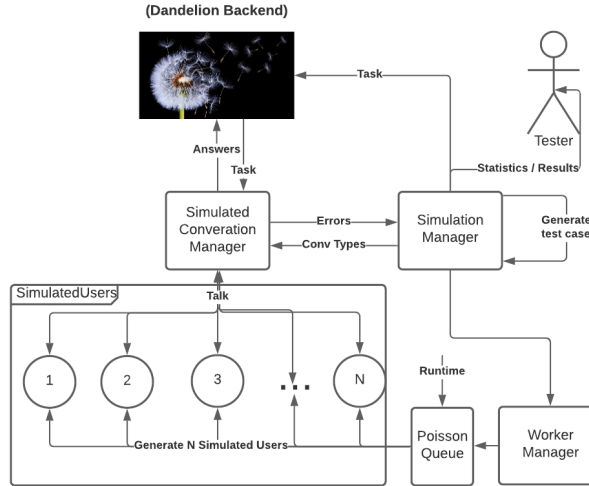 (Dandelion Backend)
Task
Tester
Answers
Task
Statistics / Results
Simulated
Converation
Manager
Errors
Conv Types
Simulation
Manager
Generate
test case
SimulatedUsers
Talk
1
2
3
...
N
Runtime
Generate N Simulated Users
Poisson
Queue
Worker
Manager